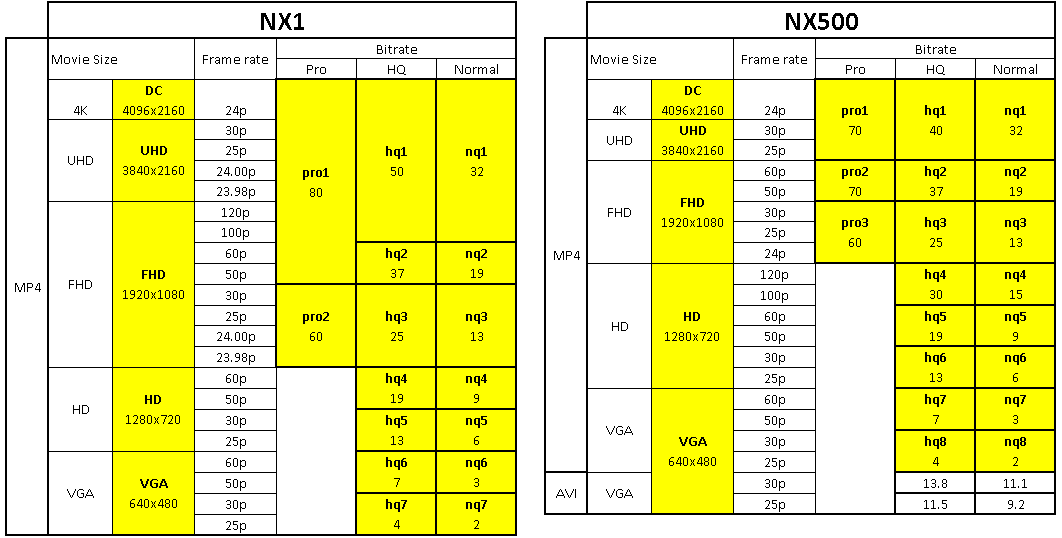 NX1
Movie Size Frame rate Bitrate
Pro HQ Normal
MP4
4K
DC
4096x2160
24p
UHD
UHD
3840x2160
30p
25p
24.00p
23.98p
pro1
80
hq1
50
nq1
32
FHD
FHD
1920x1080
120p
100p
60p
50p
30p
25p
24.00p
23.98p
hq2
37
nq2
19
pro2
60
hq3
25
nq3
13
HD
HD
1280x720
60p
50p
30p
25p
hq4
19
nq4
9
hq5
13
nq5
6
VGA
VGA
640x480
60p
50p
30p
25p
hq6
7
nq6
3
hq7
4
nq7
2
NX500
Movie Size Frame rate Bitrate
Pro HQ Normal
MP4
4K
DC
4096x2160
24p
UHD
UHD
3840x2160
30p
25p
pro1
70
hq1
40
nq1
32
FHD
FHD
1920x1080
60p
50p
30p
25p
24p
pro2
70
hq2
37
nq2
19
pro3
60
hq3
25
nq3
13
HD
HD
1280x720
120p
100p
60p
50p
30p
25p
hq4
30
nq4
15
hq5
19
nq5
9
hq6
13
nq6
6
VGA
VGA
640x480
60p
50p
30p
25p
hq7
7
nq7
3
hq8
4
nq8
2
AVI
VGA
30p 13.8 11.1
25p 11.5 9.2